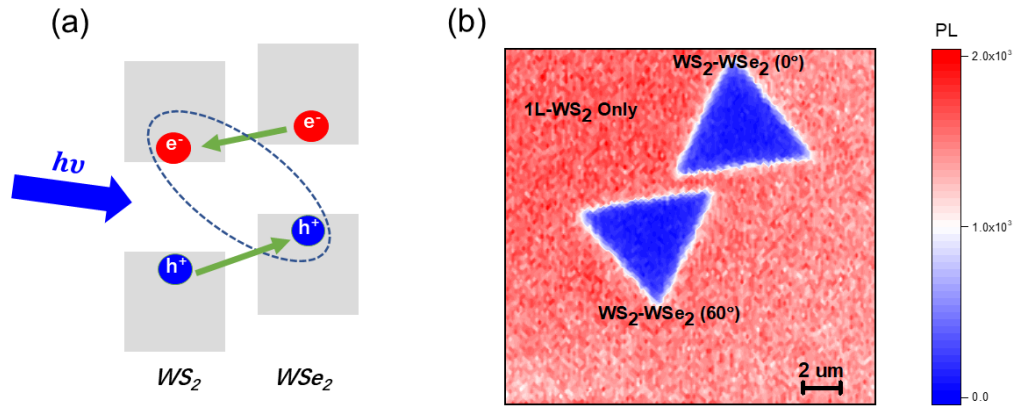 (a)
e⁻
e⁻
hν
h⁺
h⁺
WS₂
WSe₂
(b)
WS₂-WSe₂ (0°)
1L-WS₂ Only
WS₂-WSe₂ (60°)
2 um
PL
2.0x10³
1.0x10³
0.0